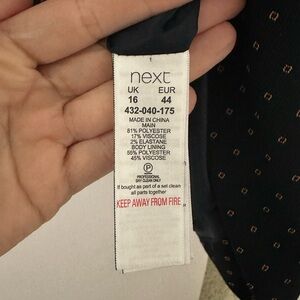 next
UK EUR
16 44
432-040-175
MADE IN CHINA
MAIN
81% POLYESTER
17% VISCOSE
2% ELASTANE
BODY LINING
55% POLYESTER
45% VISCOSE
P
PROFESSIONAL
DRY CLEAN ONLY
If bought as part of a set clean
all parts together
KEEP AWAY FROM FIRE